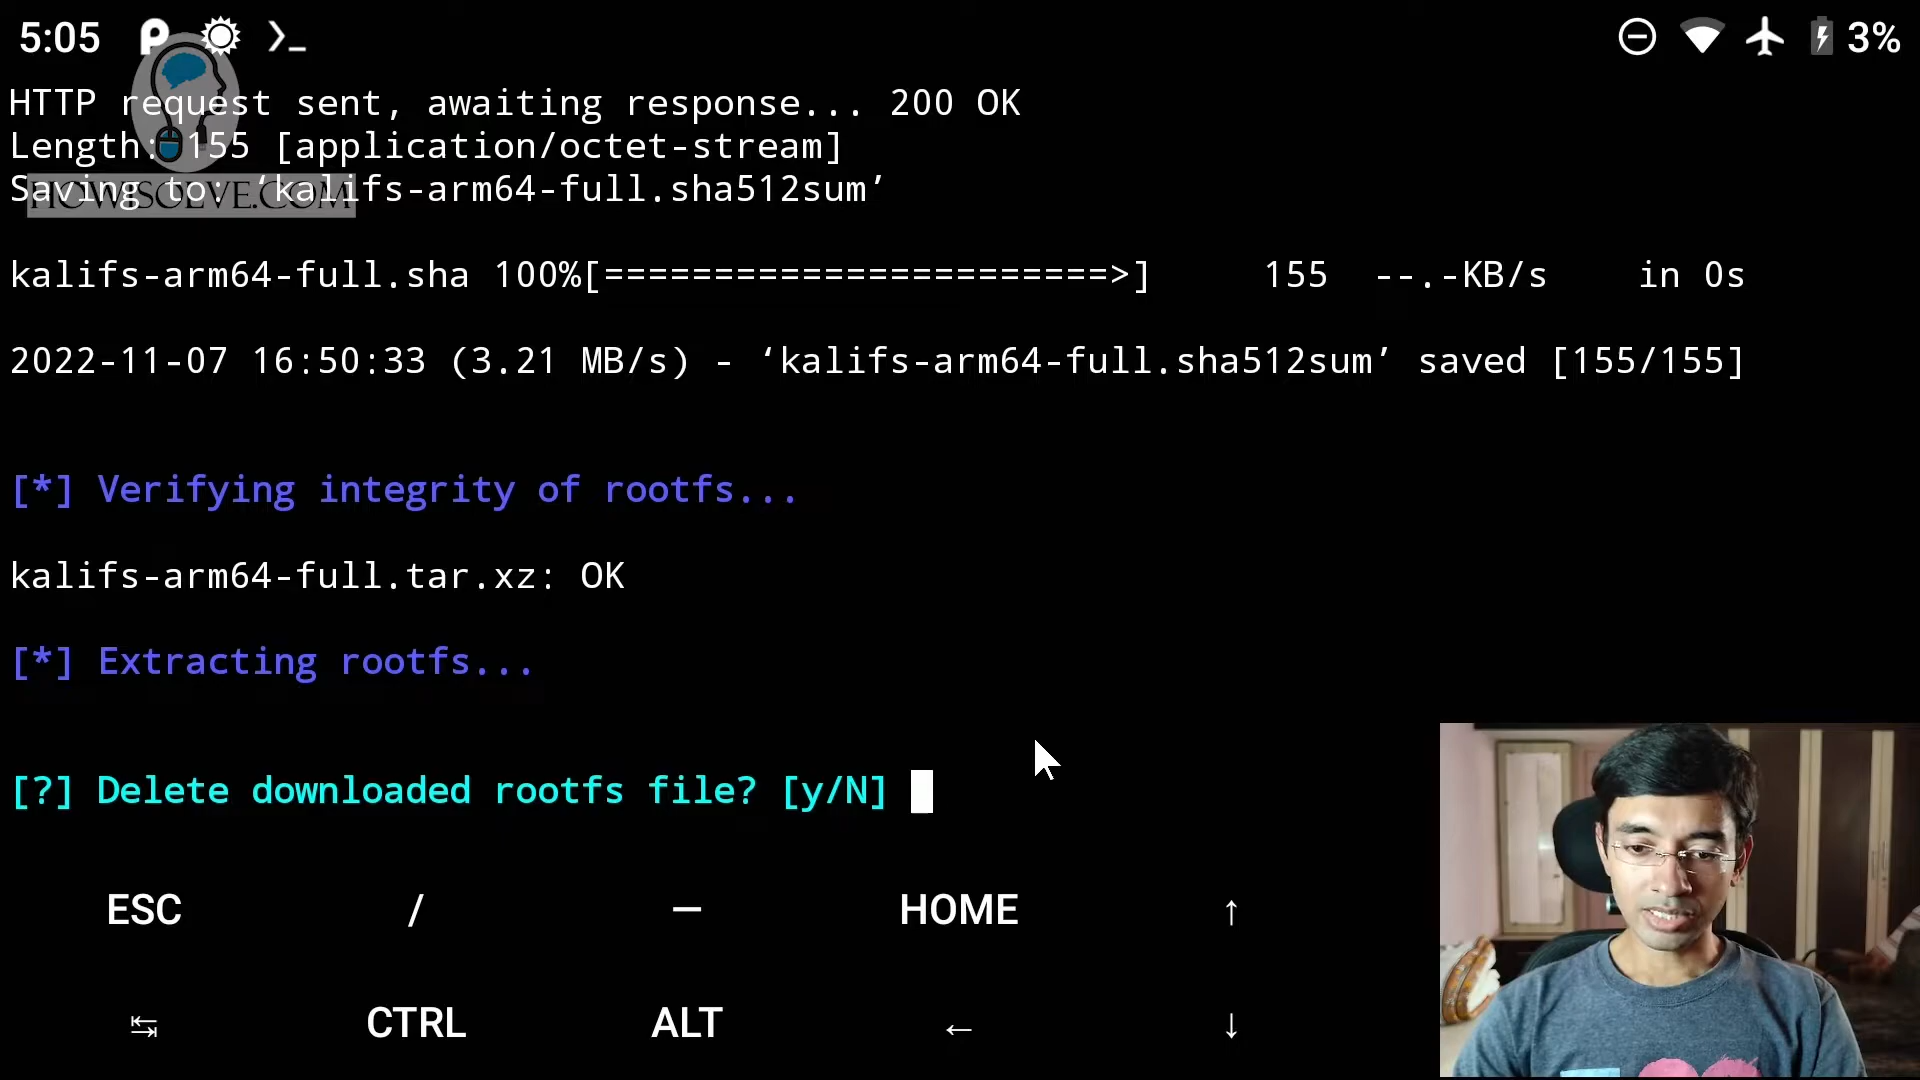 5:05 3%
HTTP request sent, awaiting response... 200 OK
Length: 155 [application/octet-stream]
Saving to: ‘kalifs-arm64-full.sha512sum’
HOWISOLVE.COM
kalifs-arm64-full.sha 100%[=======================>] 155 --.-KB/s in 0s
2022-11-07 16:50:33 (3.21 MB/s) - ‘kalifs-arm64-full.sha512sum’ saved [155/155]
[*] Verifying integrity of rootfs...
kalifs-arm64-full.tar.xz: OK
[*] Extracting rootfs...
[?] Delete downloaded rootfs file? [y/N]
ESC / — HOME ↑
↹ CTRL ALT ← ↓